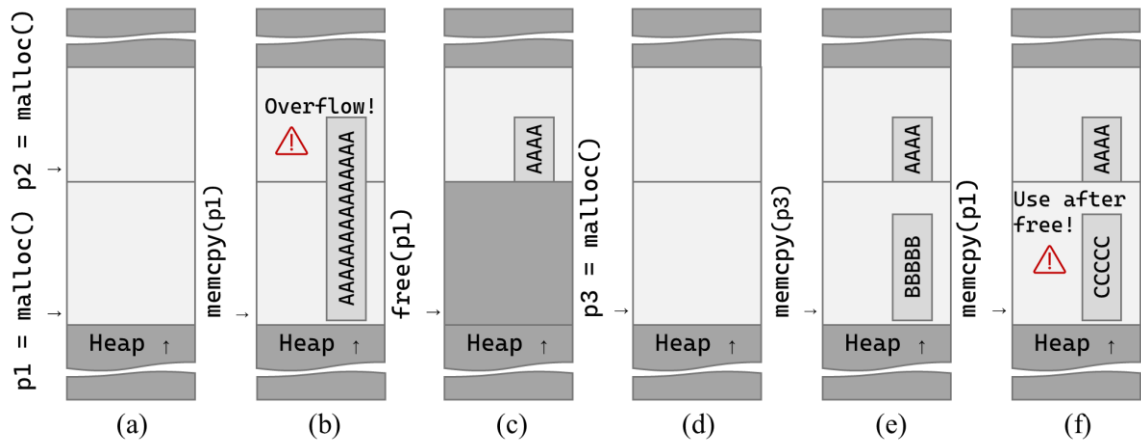 p1 = malloc() p2 = malloc()
→
→
Heap ↑
(a)
memcpy(p1)
→
Overflow!
AAAAAAAAAAAAA
Heap ↑
(b)
free(p1)
→
AAAA
Heap ↑
(c)
p3 = malloc()
→
Heap ↑
(d)
memcpy(p3)
→
AAAA
BBBBB
Heap ↑
(e)
memcpy(p1)
→
AAAA
Use after
free!
CCCCC
Heap ↑
(f)